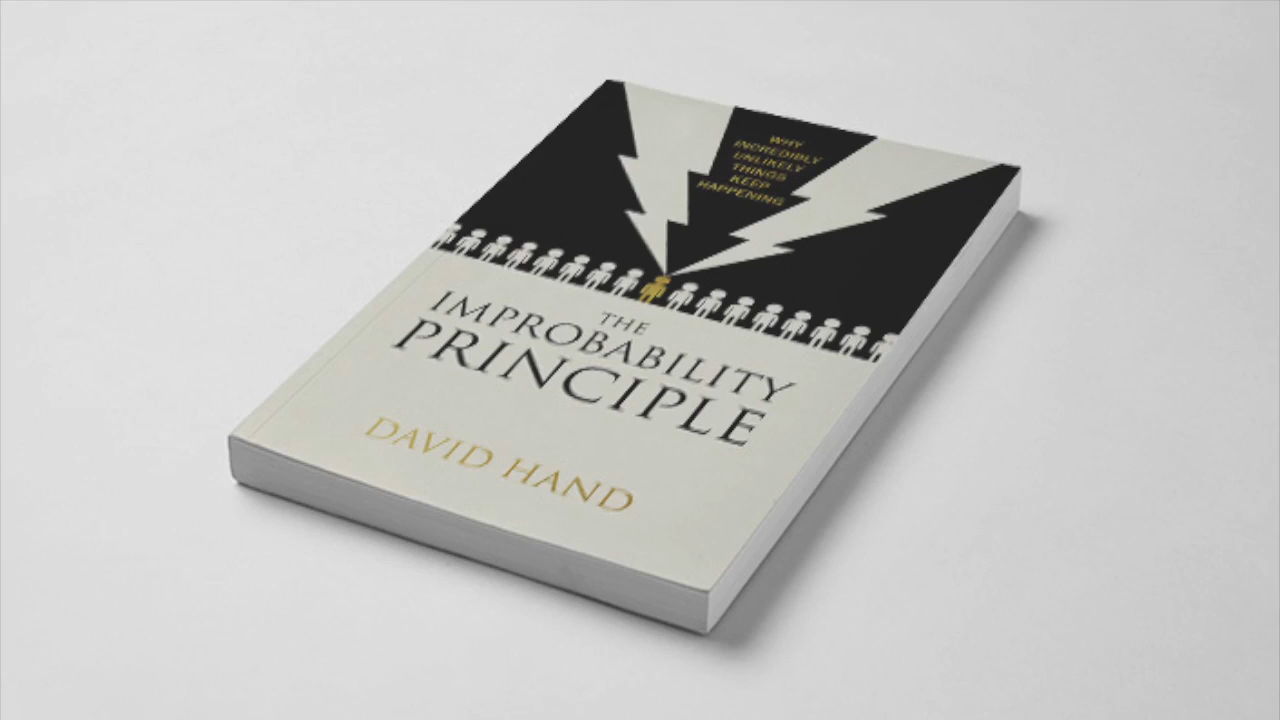 WHY
INCREDIBLY
UNLIKELY
THINGS
KEEP
HAPPENING
THE
IMPROBABILITY
PRINCIPLE
DAVID HAND